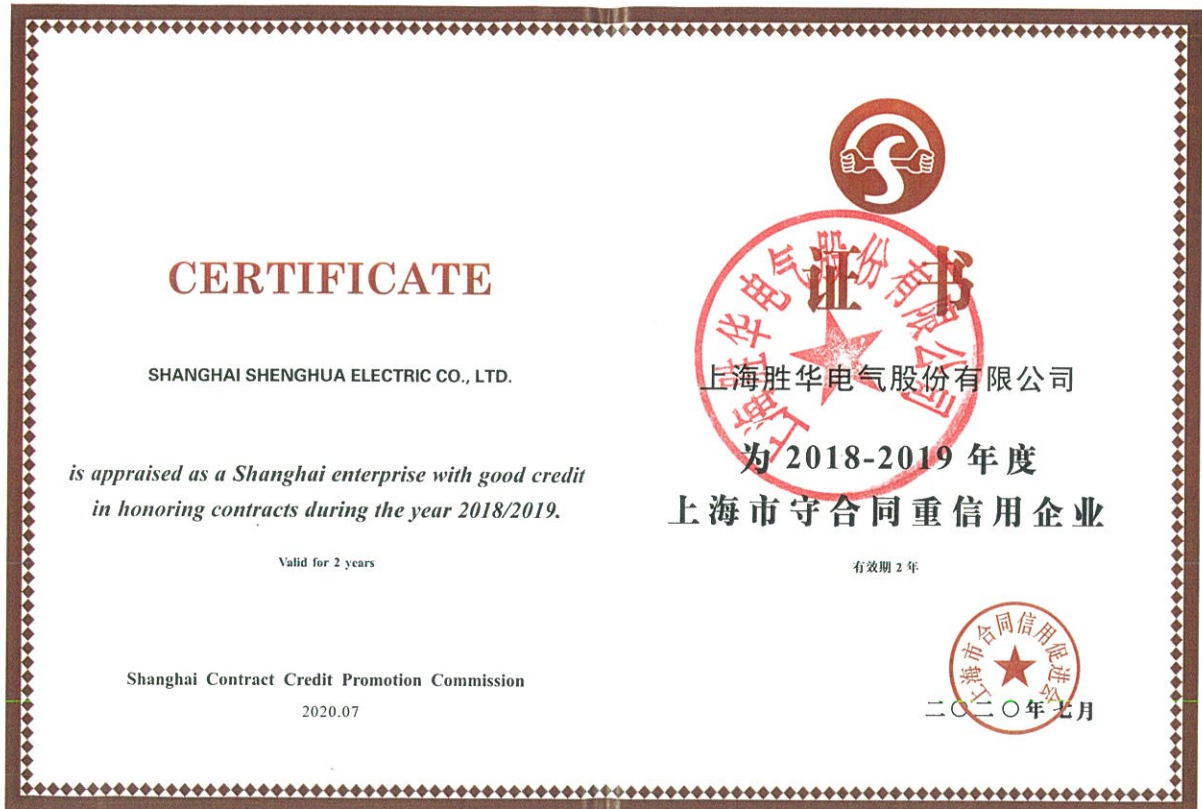 CERTIFICATE
SHANGHAI SHENGHUA ELECTRIC CO., LTD.
is appraised as a Shanghai enterprise with good credit
in honoring contracts during the year 2018/2019.
Valid for 2 years
Shanghai Contract Credit Promotion Commission
2020.07
证 书
上海胜华电气股份有限公司
上海胜华电气股份有限公司
为 2018-2019 年度
上海市守合同重信用企业
有效期 2 年
上海市合同信用促进会
二〇二〇年七月